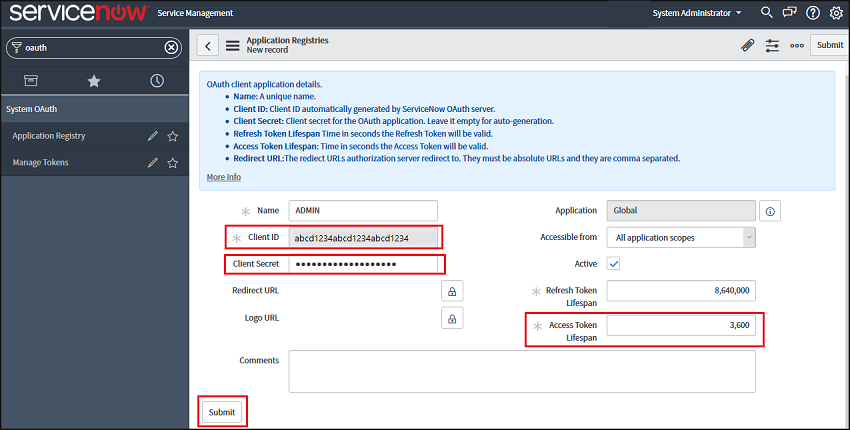 servicenow Service Management
System Administrator
oauth
System OAuth
Application Registry
Manage Tokens
Application Registries
New record
Submit
OAuth client application details.
• Name: A unique name.
• Client ID: Client ID automatically generated by ServiceNow OAuth server.
• Client Secret: Client secret for the OAuth application. Leave it empty for auto-generation.
• Refresh Token Lifespan Time in seconds the Refresh Token will be valid.
• Access Token Lifespan: Time in seconds the Access Token will be valid.
• Redirect URL:The rediect URLs authorization server redirect to. They must be absolute URLs and they are comma separated.
More Info
Name ADMIN
Client ID abcd1234abcd1234abcd1234
Client Secret ••••••••••••••••••••
Redirect URL
Logo URL
Application Global
Accessible from All application scopes
Active
Refresh Token 8,640,000
Lifespan
Access Token 3,600
Lifespan
Comments
Submit